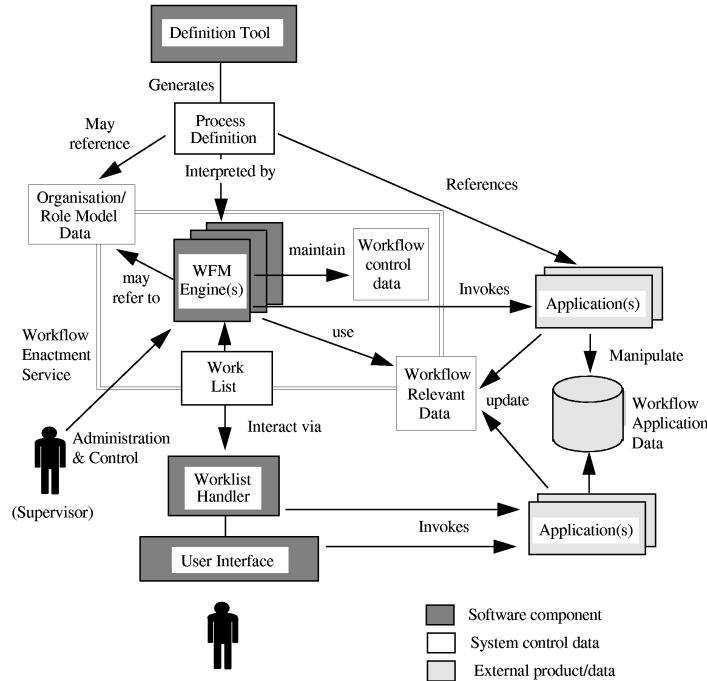 Definition Tool
Generates
May
reference
Process
Definition
Interpreted by
References
Organisation/
Role Model
Data
WFM
Engine(s)
maintain
Workflow
control
data
may
refer to
Invokes
Application(s)
use
Workflow
Enactment
Service
Work
List
Workflow
Relevant
Data
Manipulate
update
Workflow
Application
Data
Administration
& Control
(Supervisor)
Interact via
Worklist
Handler
Invokes
Application(s)
User Interface
Software component
System control data
External product/data